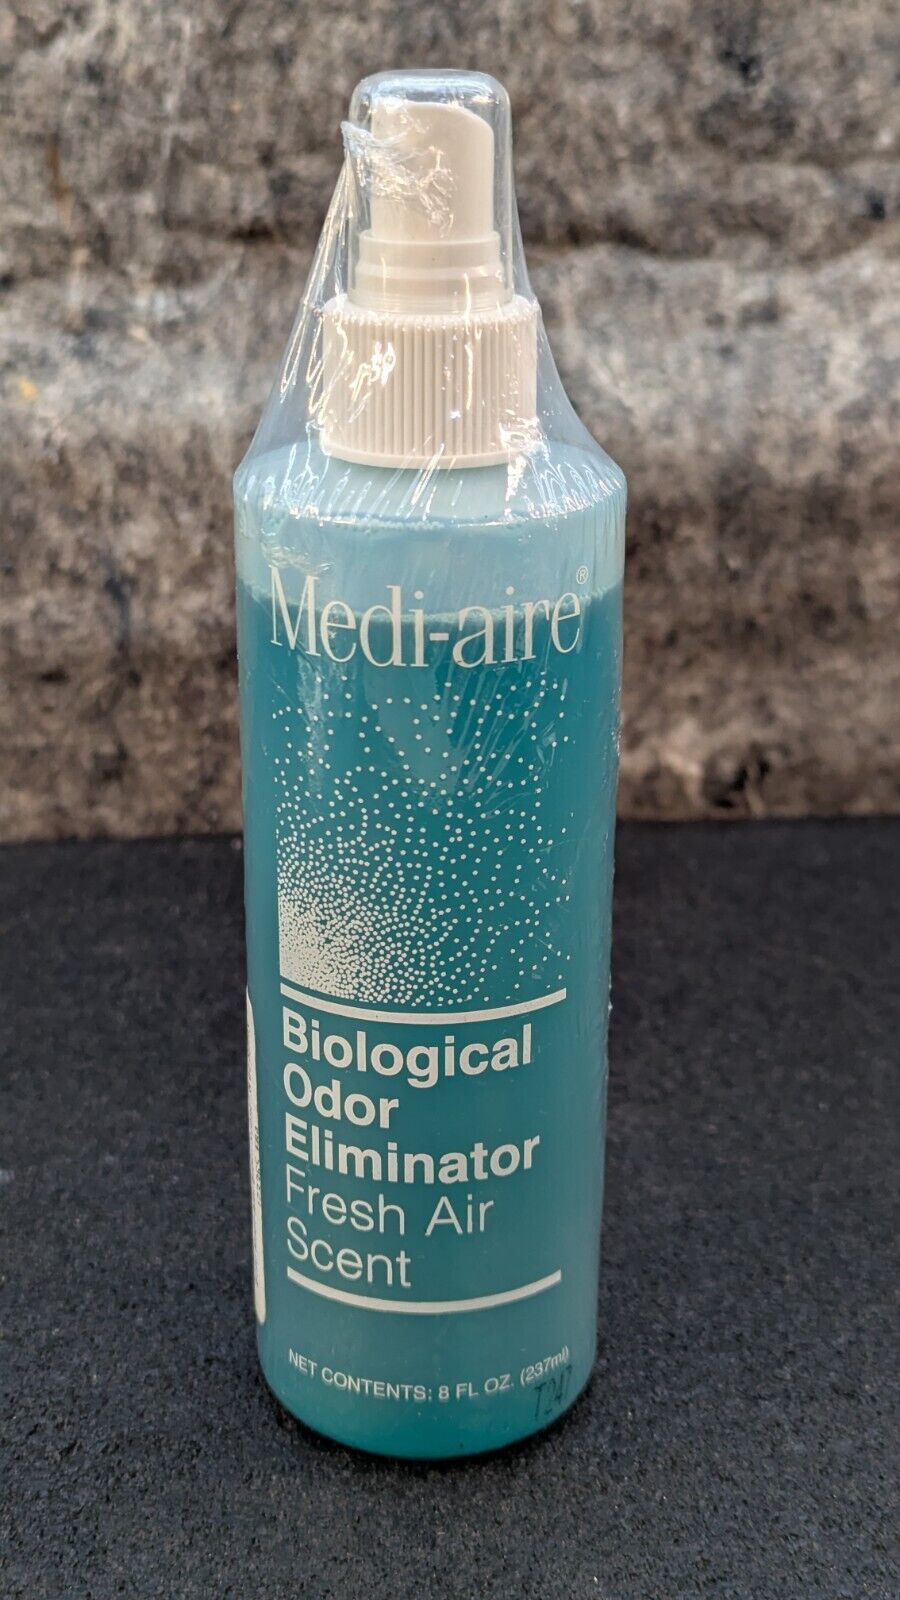 Medi-aire®
Biological
Odor
Eliminator
Fresh Air
Scent
NET CONTENTS: 8 FL OZ. (237ml)